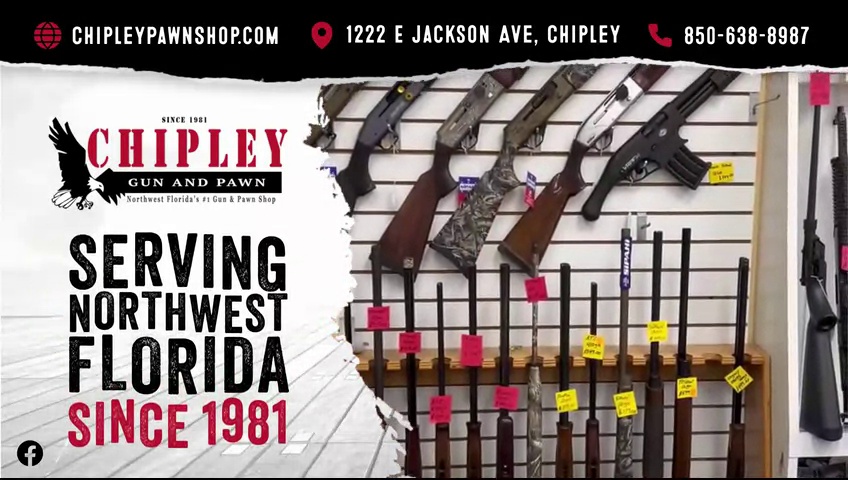 CHIPLEYPAWNSHOP.COM
1222 E JACKSON AVE, CHIPLEY
850-638-8987
SINCE 1981
CHIPLEY
GUN AND PAWN
Northwest Florida's #1 Gun & Pawn Shop
SERVING
NORTHWEST
FLORIDA
SINCE 1981